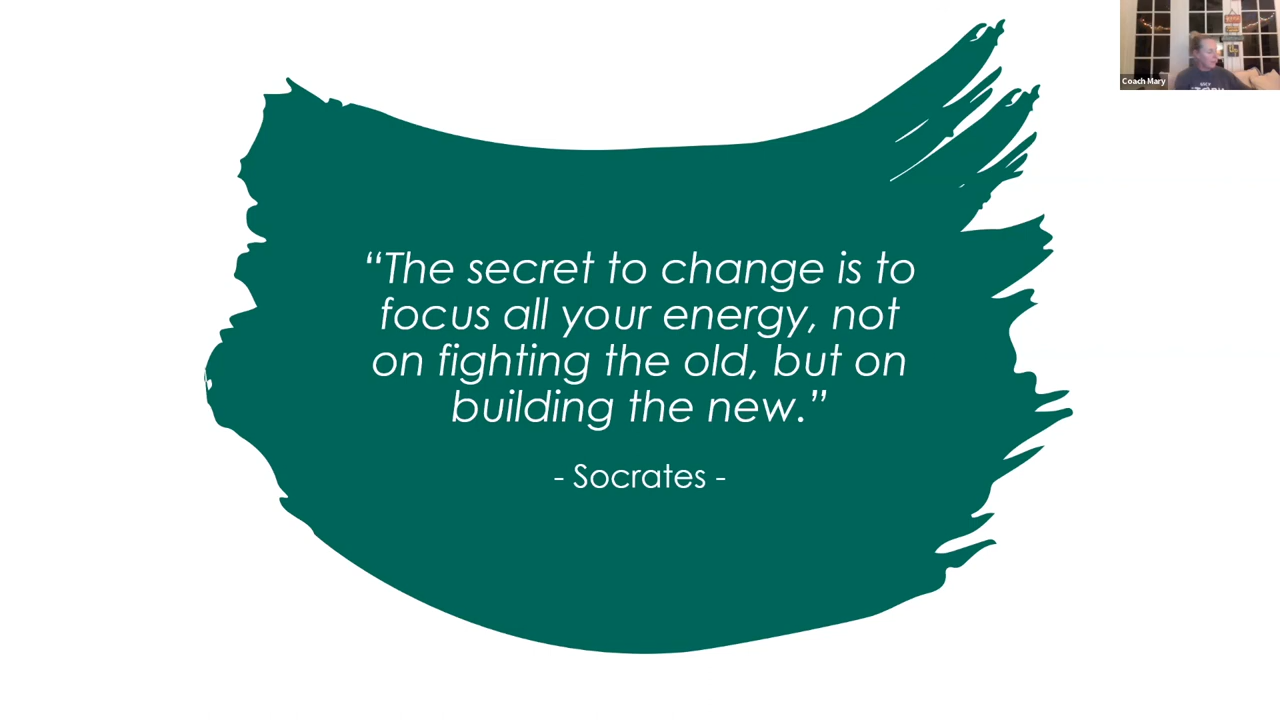 Coach Mary
“The secret to change is to
focus all your energy, not
on fighting the old, but on
building the new.”
- Socrates -